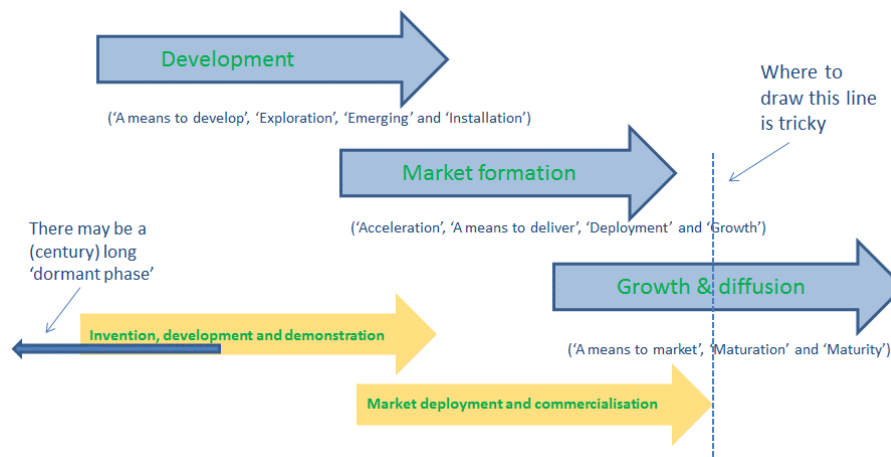 Development
('A means to develop', 'Exploration', 'Emerging' and 'Installation')
Where to
draw this line
is tricky
Market formation
('Acceleration', 'A means to deliver', 'Deployment' and 'Growth')
There may be a
(century) long
'dormant phase'
Growth & diffusion
('A means to market', 'Maturation' and 'Maturity')
Invention, development and demonstration
Market deployment and commercialisation